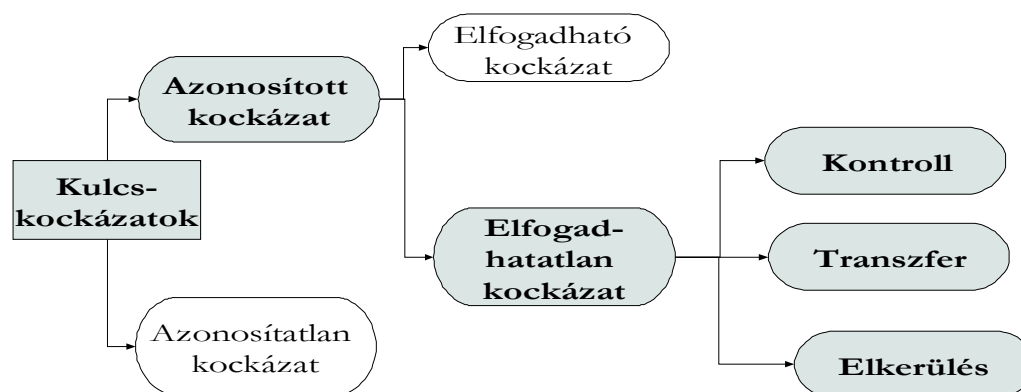 Elfogadható
kockázat
Azonosított
kockázat
Kulcs-
kockázatok
Kontroll
Elfogad-
hatatlan
kockázat
Transzfer
Azonosítatlan
kockázat
Elkerülés